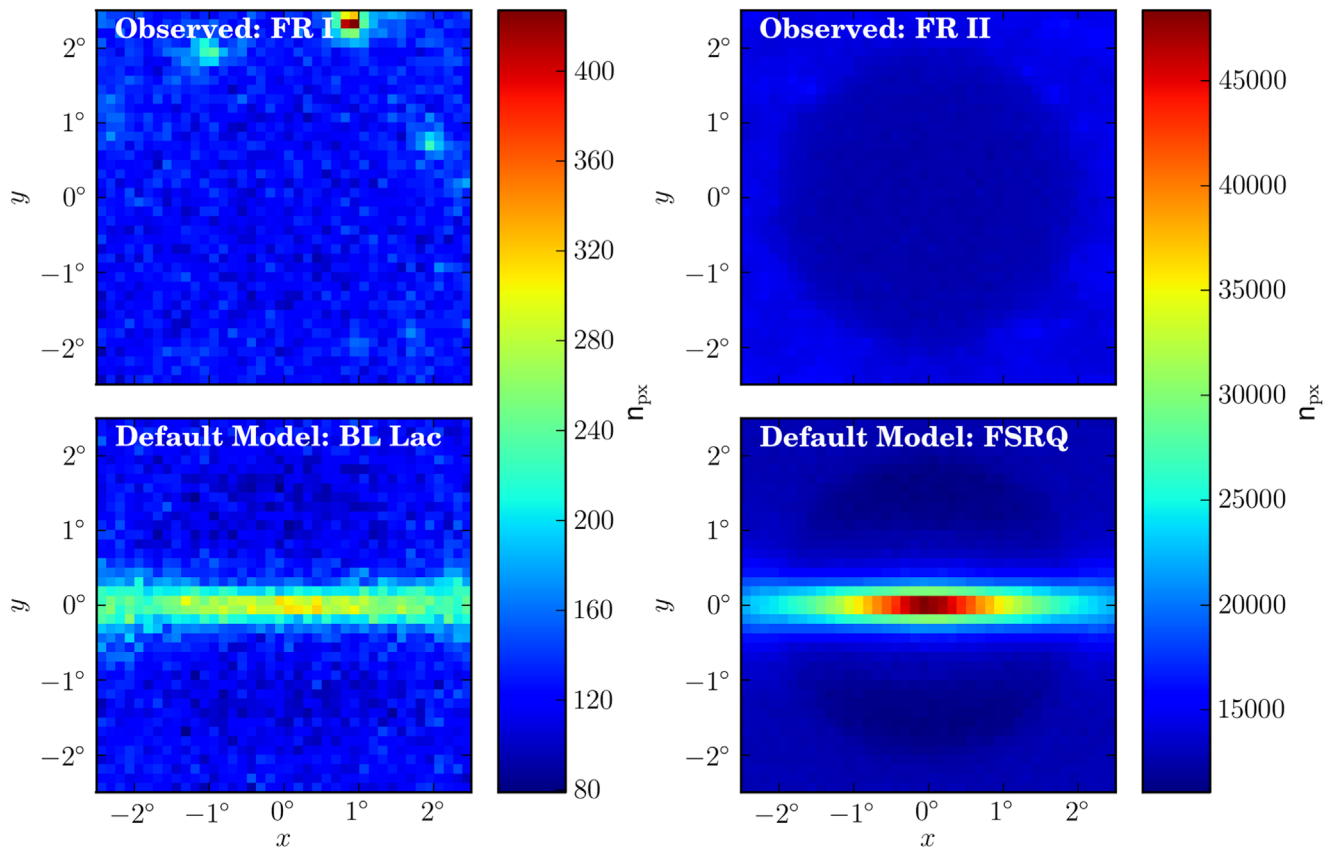 Observed: FR I
2°
1°
0°
−1°
−2°
y
400
360
320
280
240
200
160
120
80
n_px
Observed: FR II
2°
1°
0°
−1°
−2°
y
45000
40000
35000
30000
25000
20000
15000
n_px
Default Model: BL Lac
2°
1°
0°
−1°
−2°
y
−2° −1° 0° 1° 2°
x
Default Model: FSRQ
2°
1°
0°
−1°
−2°
y
−2° −1° 0° 1° 2°
x